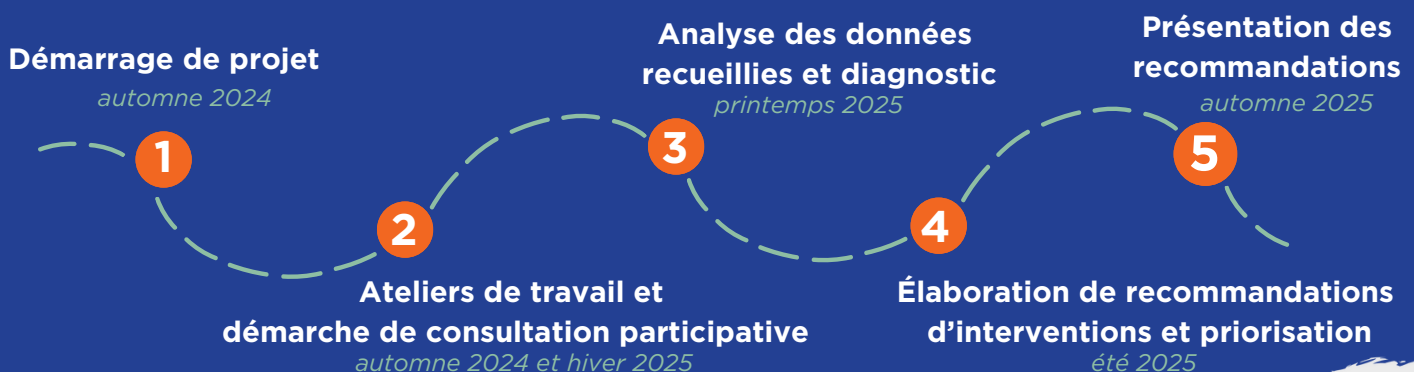 1
Démarrage de projet
automne 2024
2
Ateliers de travail et
démarche de consultation participative
automne 2024 et hiver 2025
3
Analyse des données
recueillies et diagnostic
printemps 2025
4
Élaboration de recommandations
d’interventions et priorisation
été 2025
5
Présentation des
recommandations
automne 2025